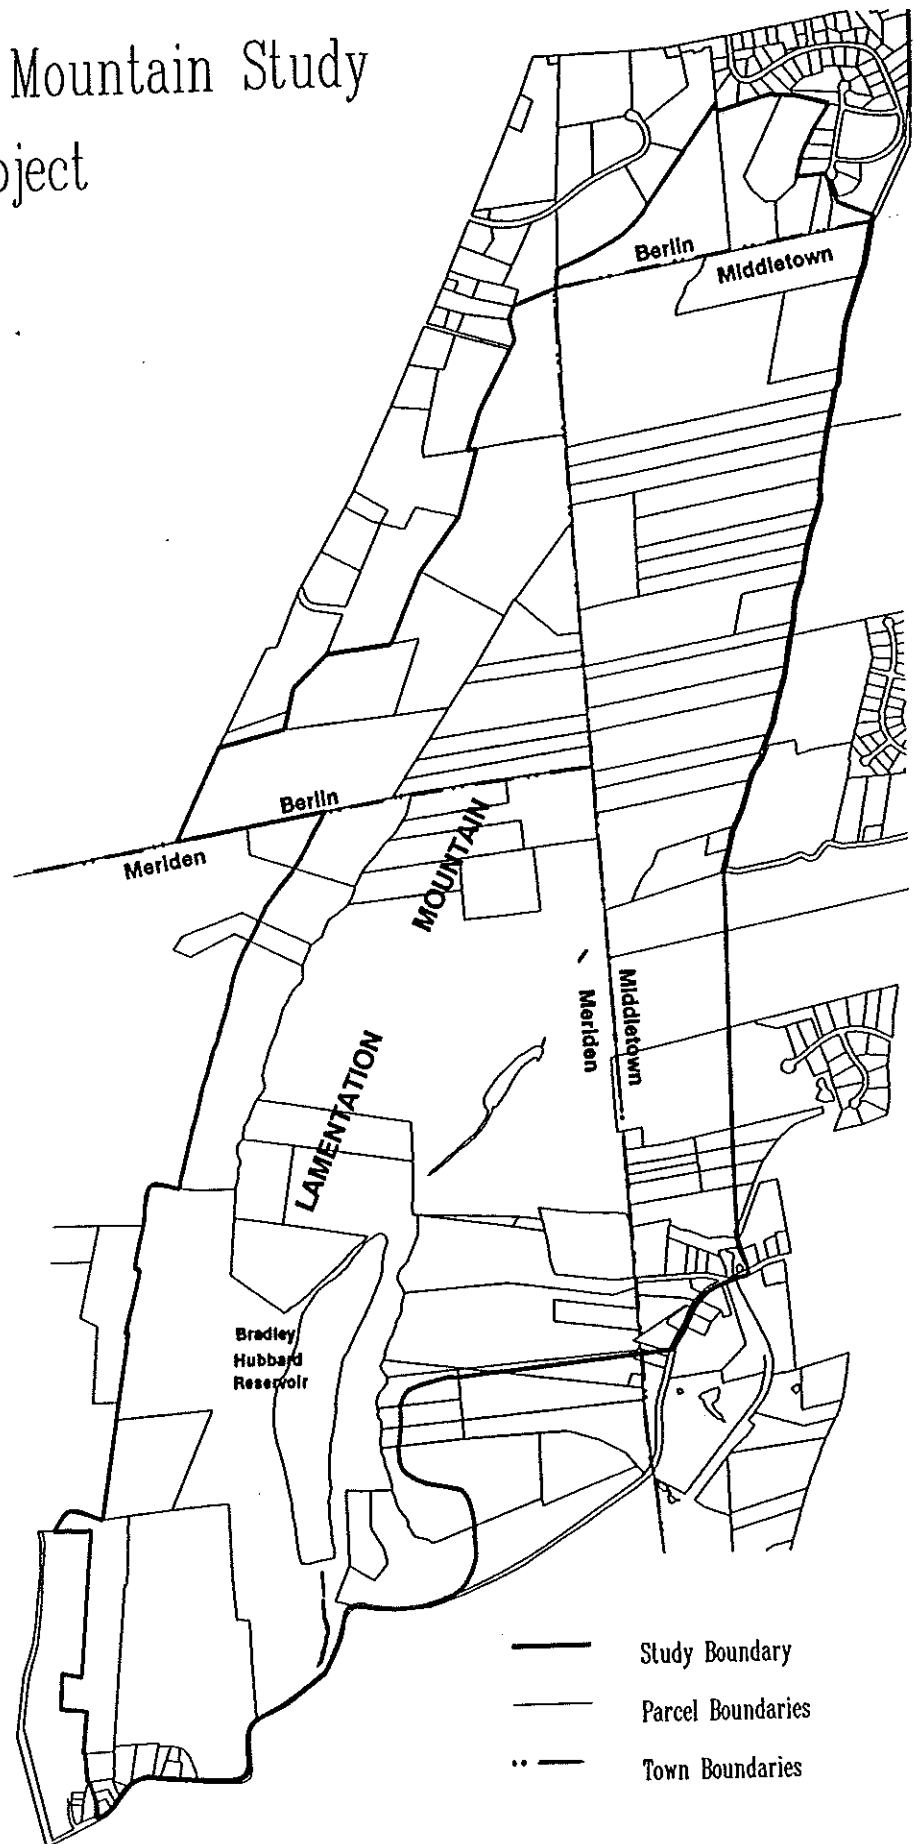 Mountain Study
oject
Berlin
Middletown
Berlin
Meriden
MOUNTAIN
Meriden
Middletown
LAMENTATION
Bradley
Hubbard
Reservoir
Study Boundary
Parcel Boundaries
Town Boundaries